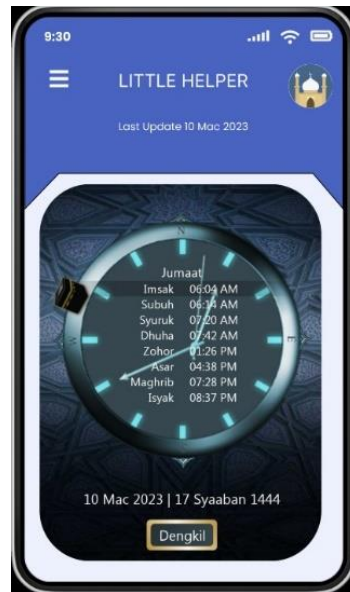 9:30
LITTLE HELPER
Last Update 10 Mac 2023
N
Jumaat
Imsak 06:04 AM
Subuh 06:14 AM
Syuruk 07:20 AM
Dhuha 07:42 AM
Zohor 01:26 PM
Asar 04:38 PM
Maghrib 07:28 PM
Isyak 08:37 PM
W
E
10 Mac 2023 | 17 Syaaban 1444
Dengkil